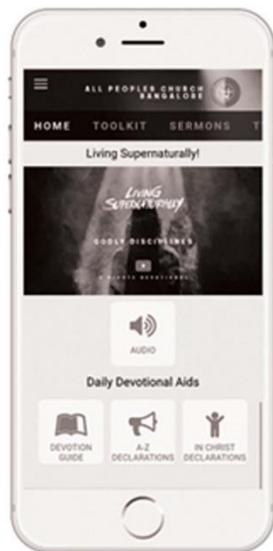 ALL PEOPLES CHURCH
BANGALORE
HOME TOOLKIT SERMONS T
Living Supernaturally!
LIVING
SUPERNATURALLY
GODLY DISCIPLINES
AUDIO
Daily Devotional Aids
DEVOTION
GUIDE
A-Z
DECLARATIONS
IN CHRIST
DECLARATIONS